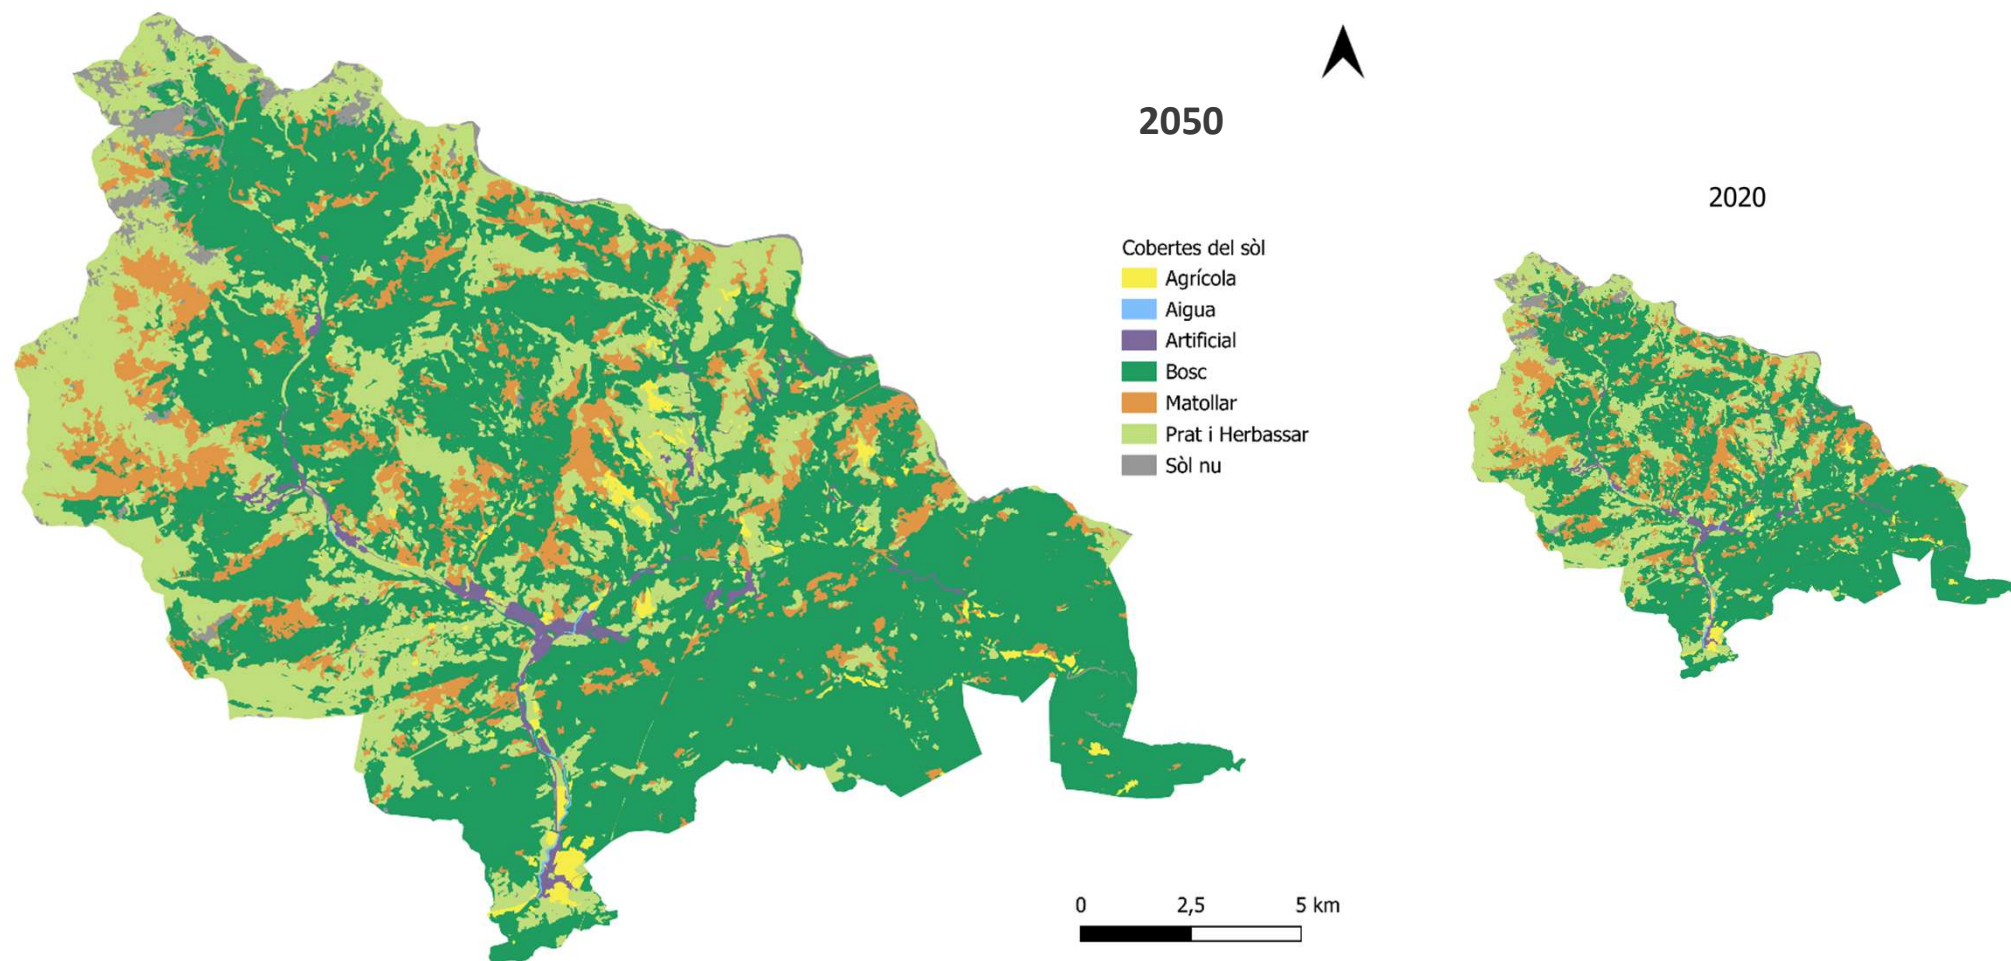 2050
2020
Cobertes del sòl
Agrícola
Aigua
Artificial
Bosc
Matollar
Prat i Herbassar
Sòl nu
0 2,5 5 km